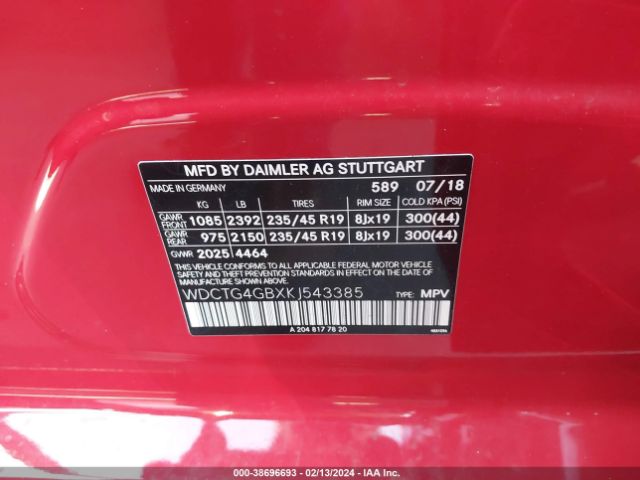 MFD BY DAIMLER AG STUTTGART
MADE IN GERMANY 589 07/18
KG LB TIRES RIM SIZE COLD KPA (PSI)
GAWR FRONT 1085 2392 235/45 R19 8Jx19 300(44)
GAWR REAR 975 2150 235/45 R19 8Jx19 300(44)
GVWR 2025 4464
THIS VEHICLE CONFORMS TO ALL APPLICABLE FEDERAL MOTOR VEHICLE
SAFETY, BUMPER, AND THEFT PREVENTION STANDARDS IN EFFECT
ON THE DATE OF MANUFACTURE SHOWN ABOVE.
WDCTG4GBXKJ543385 TYPE: MPV
A 204 817 78 20
000-38696693 - 02/13/2024 - IAA Inc.